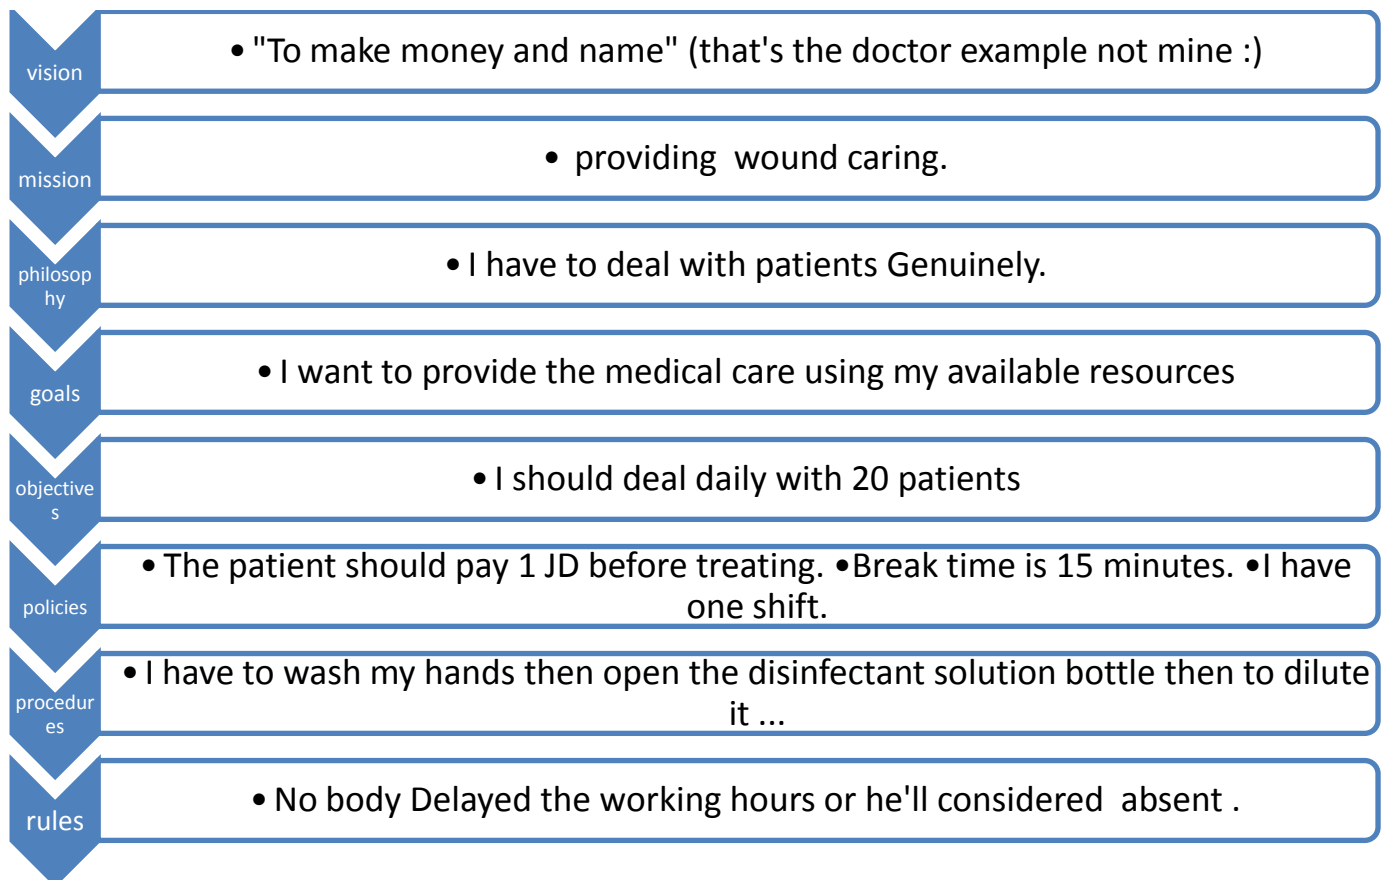 vision
• "To make money and name" (that's the doctor example not mine :)
mission
• providing wound caring.
philosop
hy
• I have to deal with patients Genuinely.
goals
• I want to provide the medical care using my available resources
objective
s
• I should deal daily with 20 patients
policies
• The patient should pay 1 JD before treating. •Break time is 15 minutes. •I have
one shift.
procedur
es
• I have to wash my hands then open the disinfectant solution bottle then to dilute
it ...
rules
• No body Delayed the working hours or he'll considered absent .